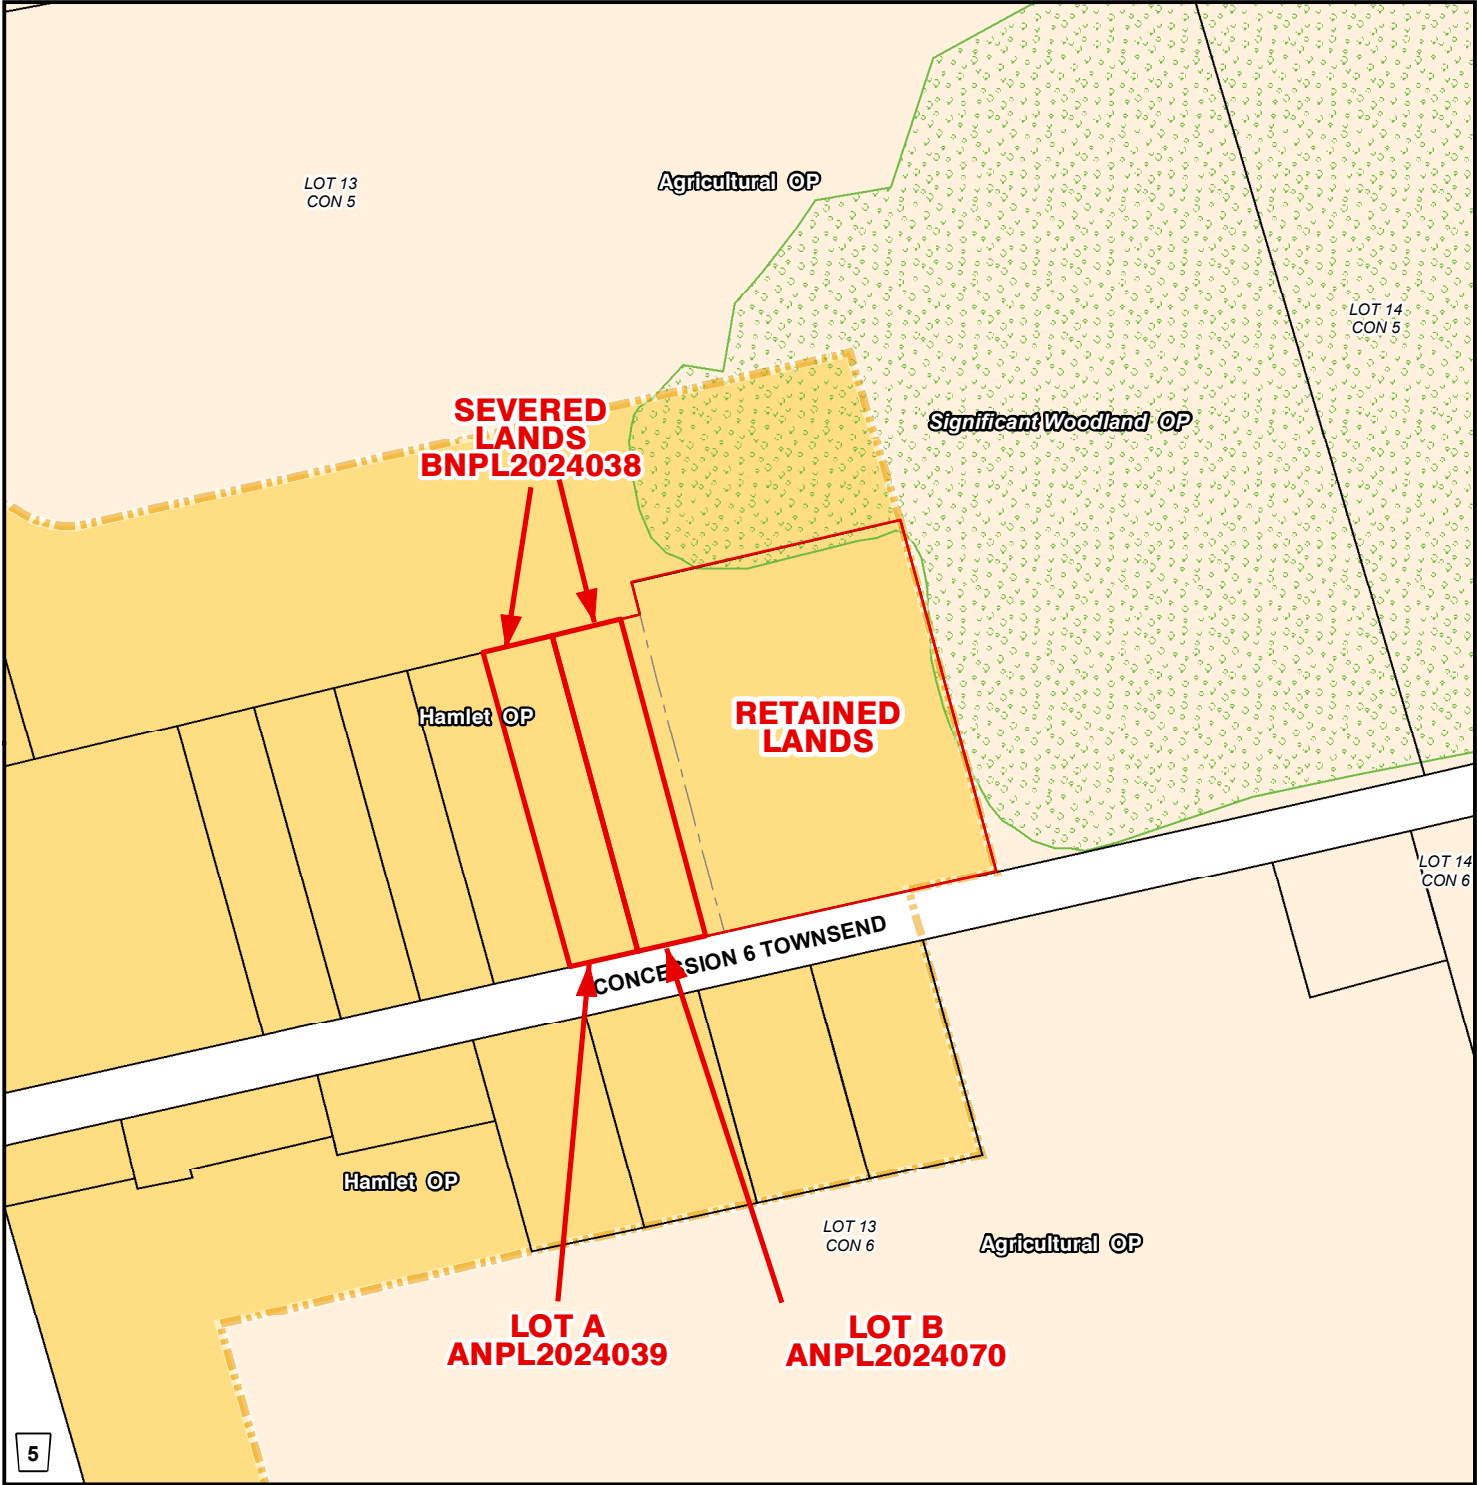 Agricultural OP
LOT 13
CON 5
LOT 14
CON 5
SEVERED
LANDS
BNPL2024038
Significant Woodland OP
Hamlet OP
RETAINED
LANDS
LOT 14
CON 6
CONCESSION 6 TOWNSEND
Hamlet OP
LOT 13
CON 6
Agricultural OP
LOT A
ANPL2024039
LOT B
ANPL2024070
5